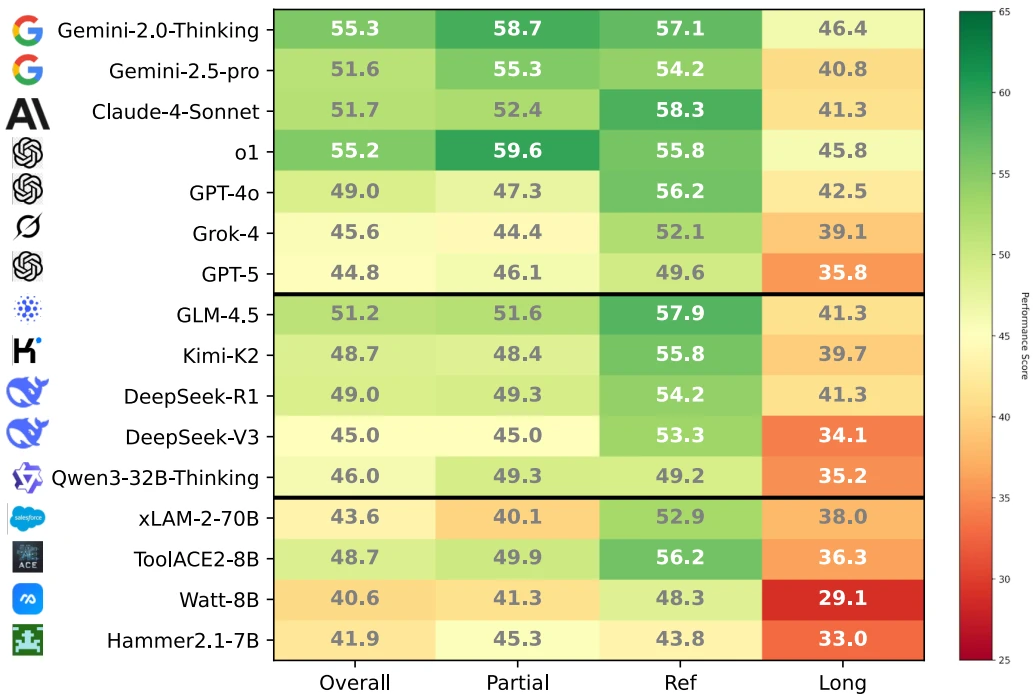 Gemini-2.0-Thinking 55.3 58.7 57.1 46.4
Gemini-2.5-pro 51.6 55.3 54.2 40.8
Claude-4-Sonnet 51.7 52.4 58.3 41.3
o1 55.2 59.6 55.8 45.8
GPT-4o 49.0 47.3 56.2 42.5
Grok-4 45.6 44.4 52.1 39.1
GPT-5 44.8 46.1 49.6 35.8
GLM-4.5 51.2 51.6 57.9 41.3
Kimi-K2 48.7 48.4 55.8 39.7
DeepSeek-R1 49.0 49.3 54.2 41.3
DeepSeek-V3 45.0 45.0 53.3 34.1
Qwen3-32B-Thinking 46.0 49.3 49.2 35.2
salesforce xLAM-2-70B 43.6 40.1 52.9 38.0
ACE ToolACE2-8B 48.7 49.9 56.2 36.3
Watt-8B 40.6 41.3 48.3 29.1
Hammer2.1-7B 41.9 45.3 43.8 33.0
Overall Partial Ref Long
65
60
55
50
45
40
35
30
25
Performance Score